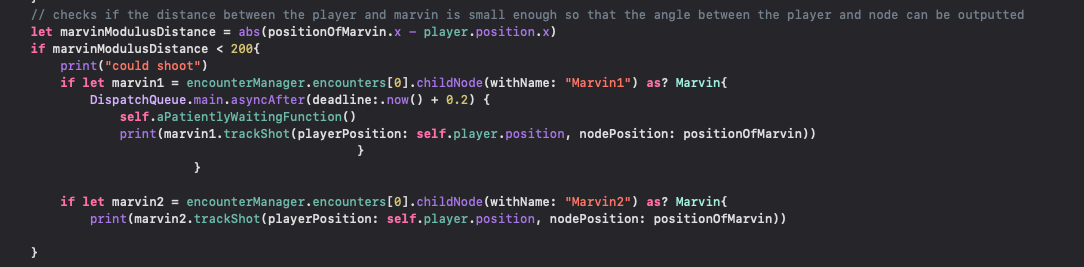 }
// checks if the distance between the player and marvin is small enough so that the angle between the player and node can be outputted
let marvinModulusDistance = abs(positionOfMarvin.x - player.position.x)
if marvinModulusDistance < 200{
    print("could shoot")
    if let marvin1 = encounterManager.encounters[0].childNode(withName: "Marvin1") as? Marvin{
        DispatchQueue.main.asyncAfter(deadline:.now() + 0.2) {
            self.aPatientlyWaitingFunction()
            print(marvin1.trackShot(playerPosition: self.player.position, nodePosition: positionOfMarvin))
                                            }
                      }
    if let marvin2 = encounterManager.encounters[0].childNode(withName: "Marvin2") as? Marvin{
        print(marvin2.trackShot(playerPosition: self.player.position, nodePosition: positionOfMarvin))
}